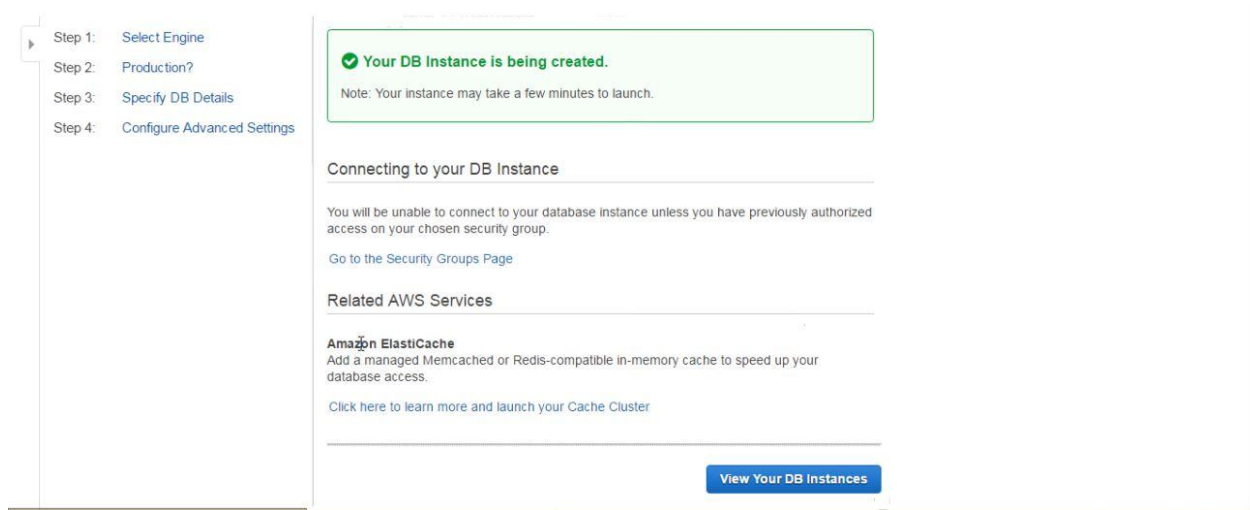 Step 1: Select Engine
Step 2: Production?
Step 3: Specify DB Details
Step 4: Configure Advanced Settings
Your DB Instance is being created.
Note: Your instance may take a few minutes to launch.
Connecting to your DB Instance
You will be unable to connect to your database instance unless you have previously authorized
access on your chosen security group.
Go to the Security Groups Page
Related AWS Services
Amazon ElastiCache
Add a managed Memcached or Redis-compatible in-memory cache to speed up your
database access.
Click here to learn more and launch your Cache Cluster
View Your DB Instances